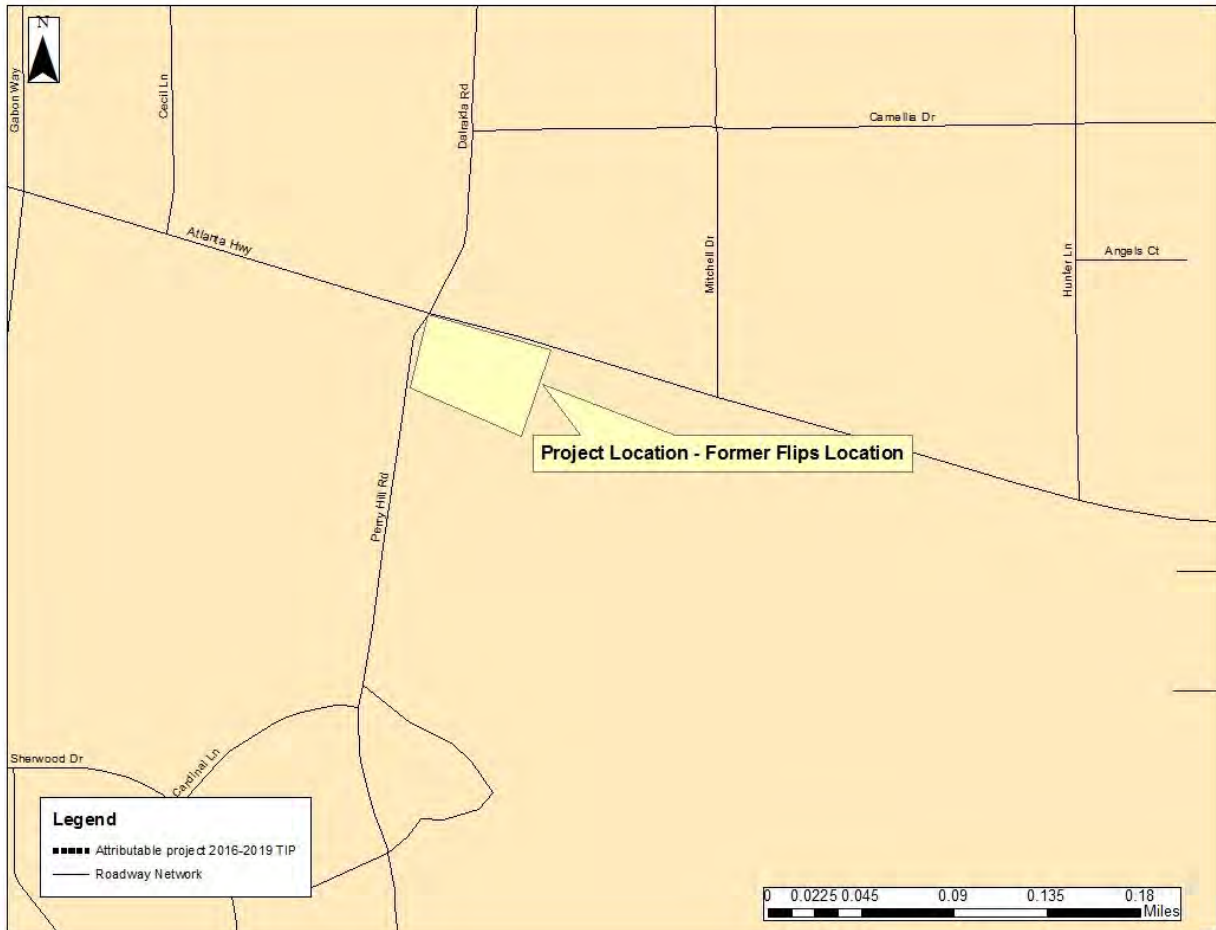 N
Gabon Way
Cecil Ln
Dalraida Rd
Camellia Dr
Atlanta Hwy
Mitchell Dr
Hunter Ln
Angels Ct
Project Location - Former Flips Location
Perry Hill Rd
Sherwood Dr
Cardinal Ln
Legend
Attributable project 2016-2019 TIP
Roadway Network
0 0.0225 0.045 0.09 0.135 0.18
Miles